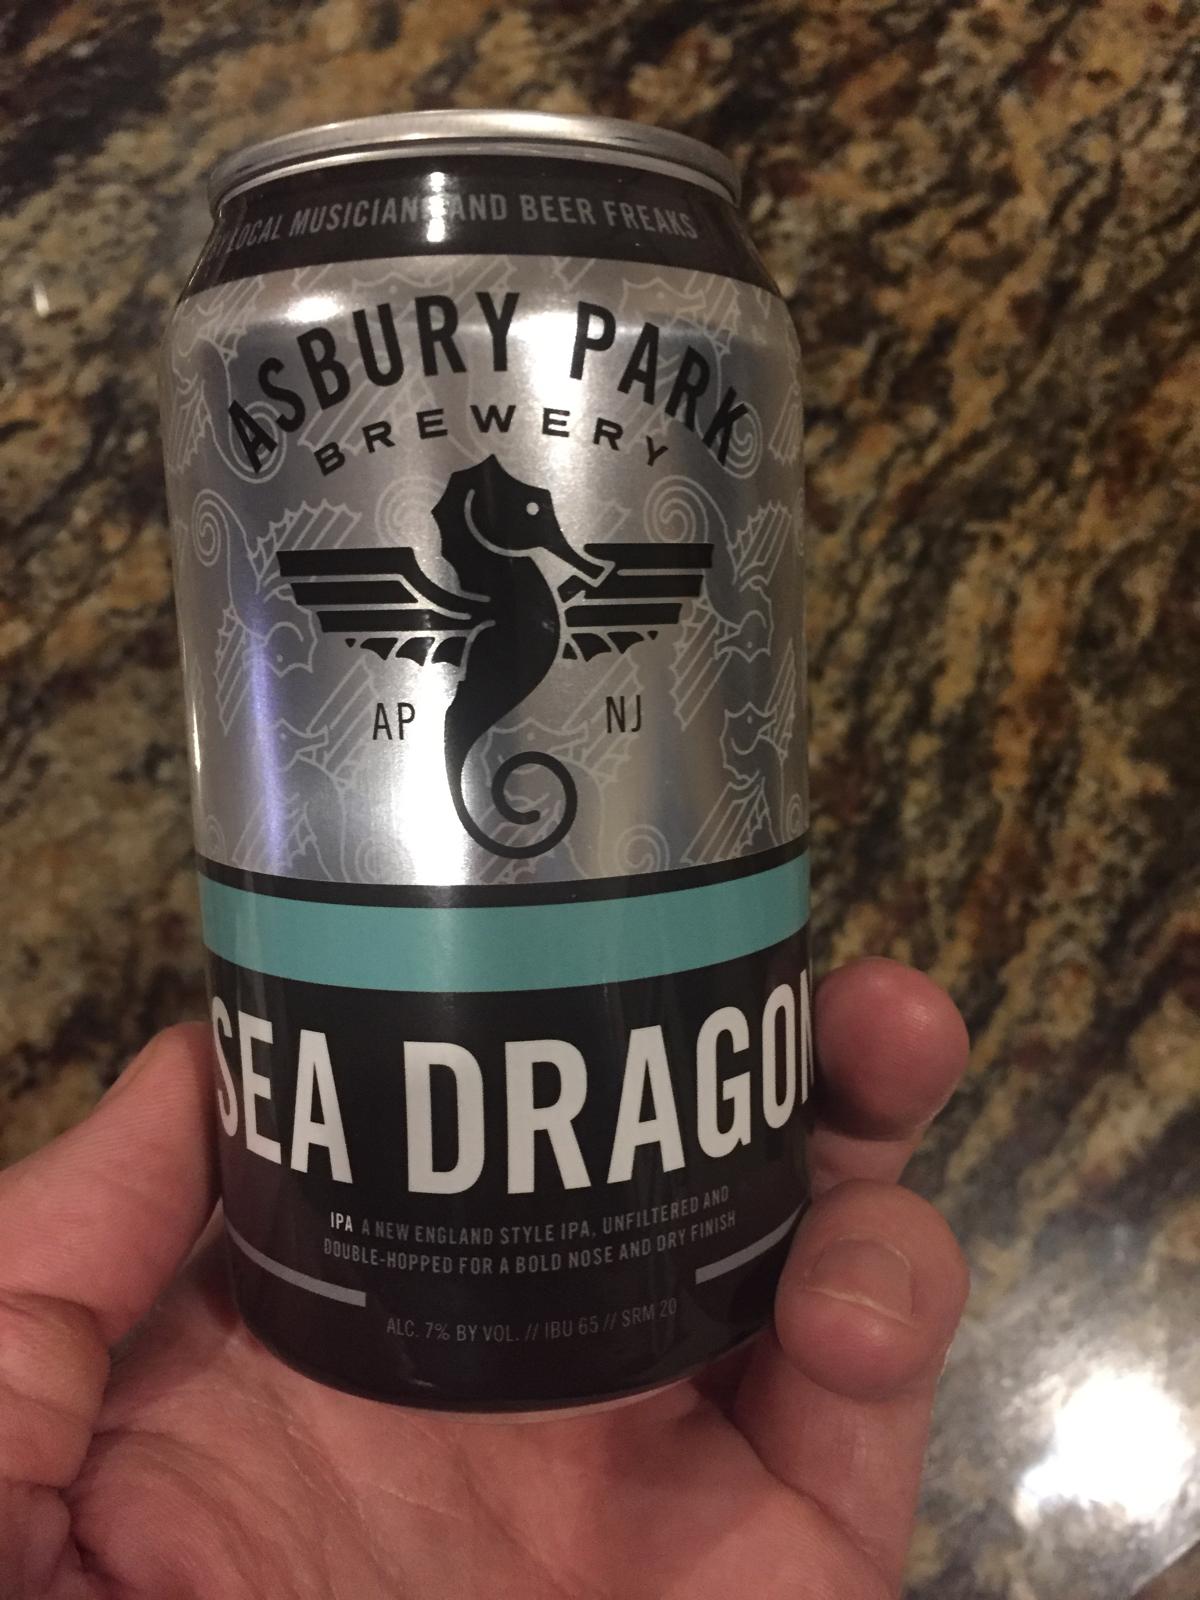 LOCAL MUSICIANS AND BEER FREAKS
ASBURY PARK
BREWERY
AP NJ
SEA DRAGON
IPA A NEW ENGLAND STYLE IPA, UNFILTERED AND
DOUBLE-HOPPED FOR A BOLD NOSE AND DRY FINISH
ALC. 7% BY VOL. // IBU 65 // SRM 20